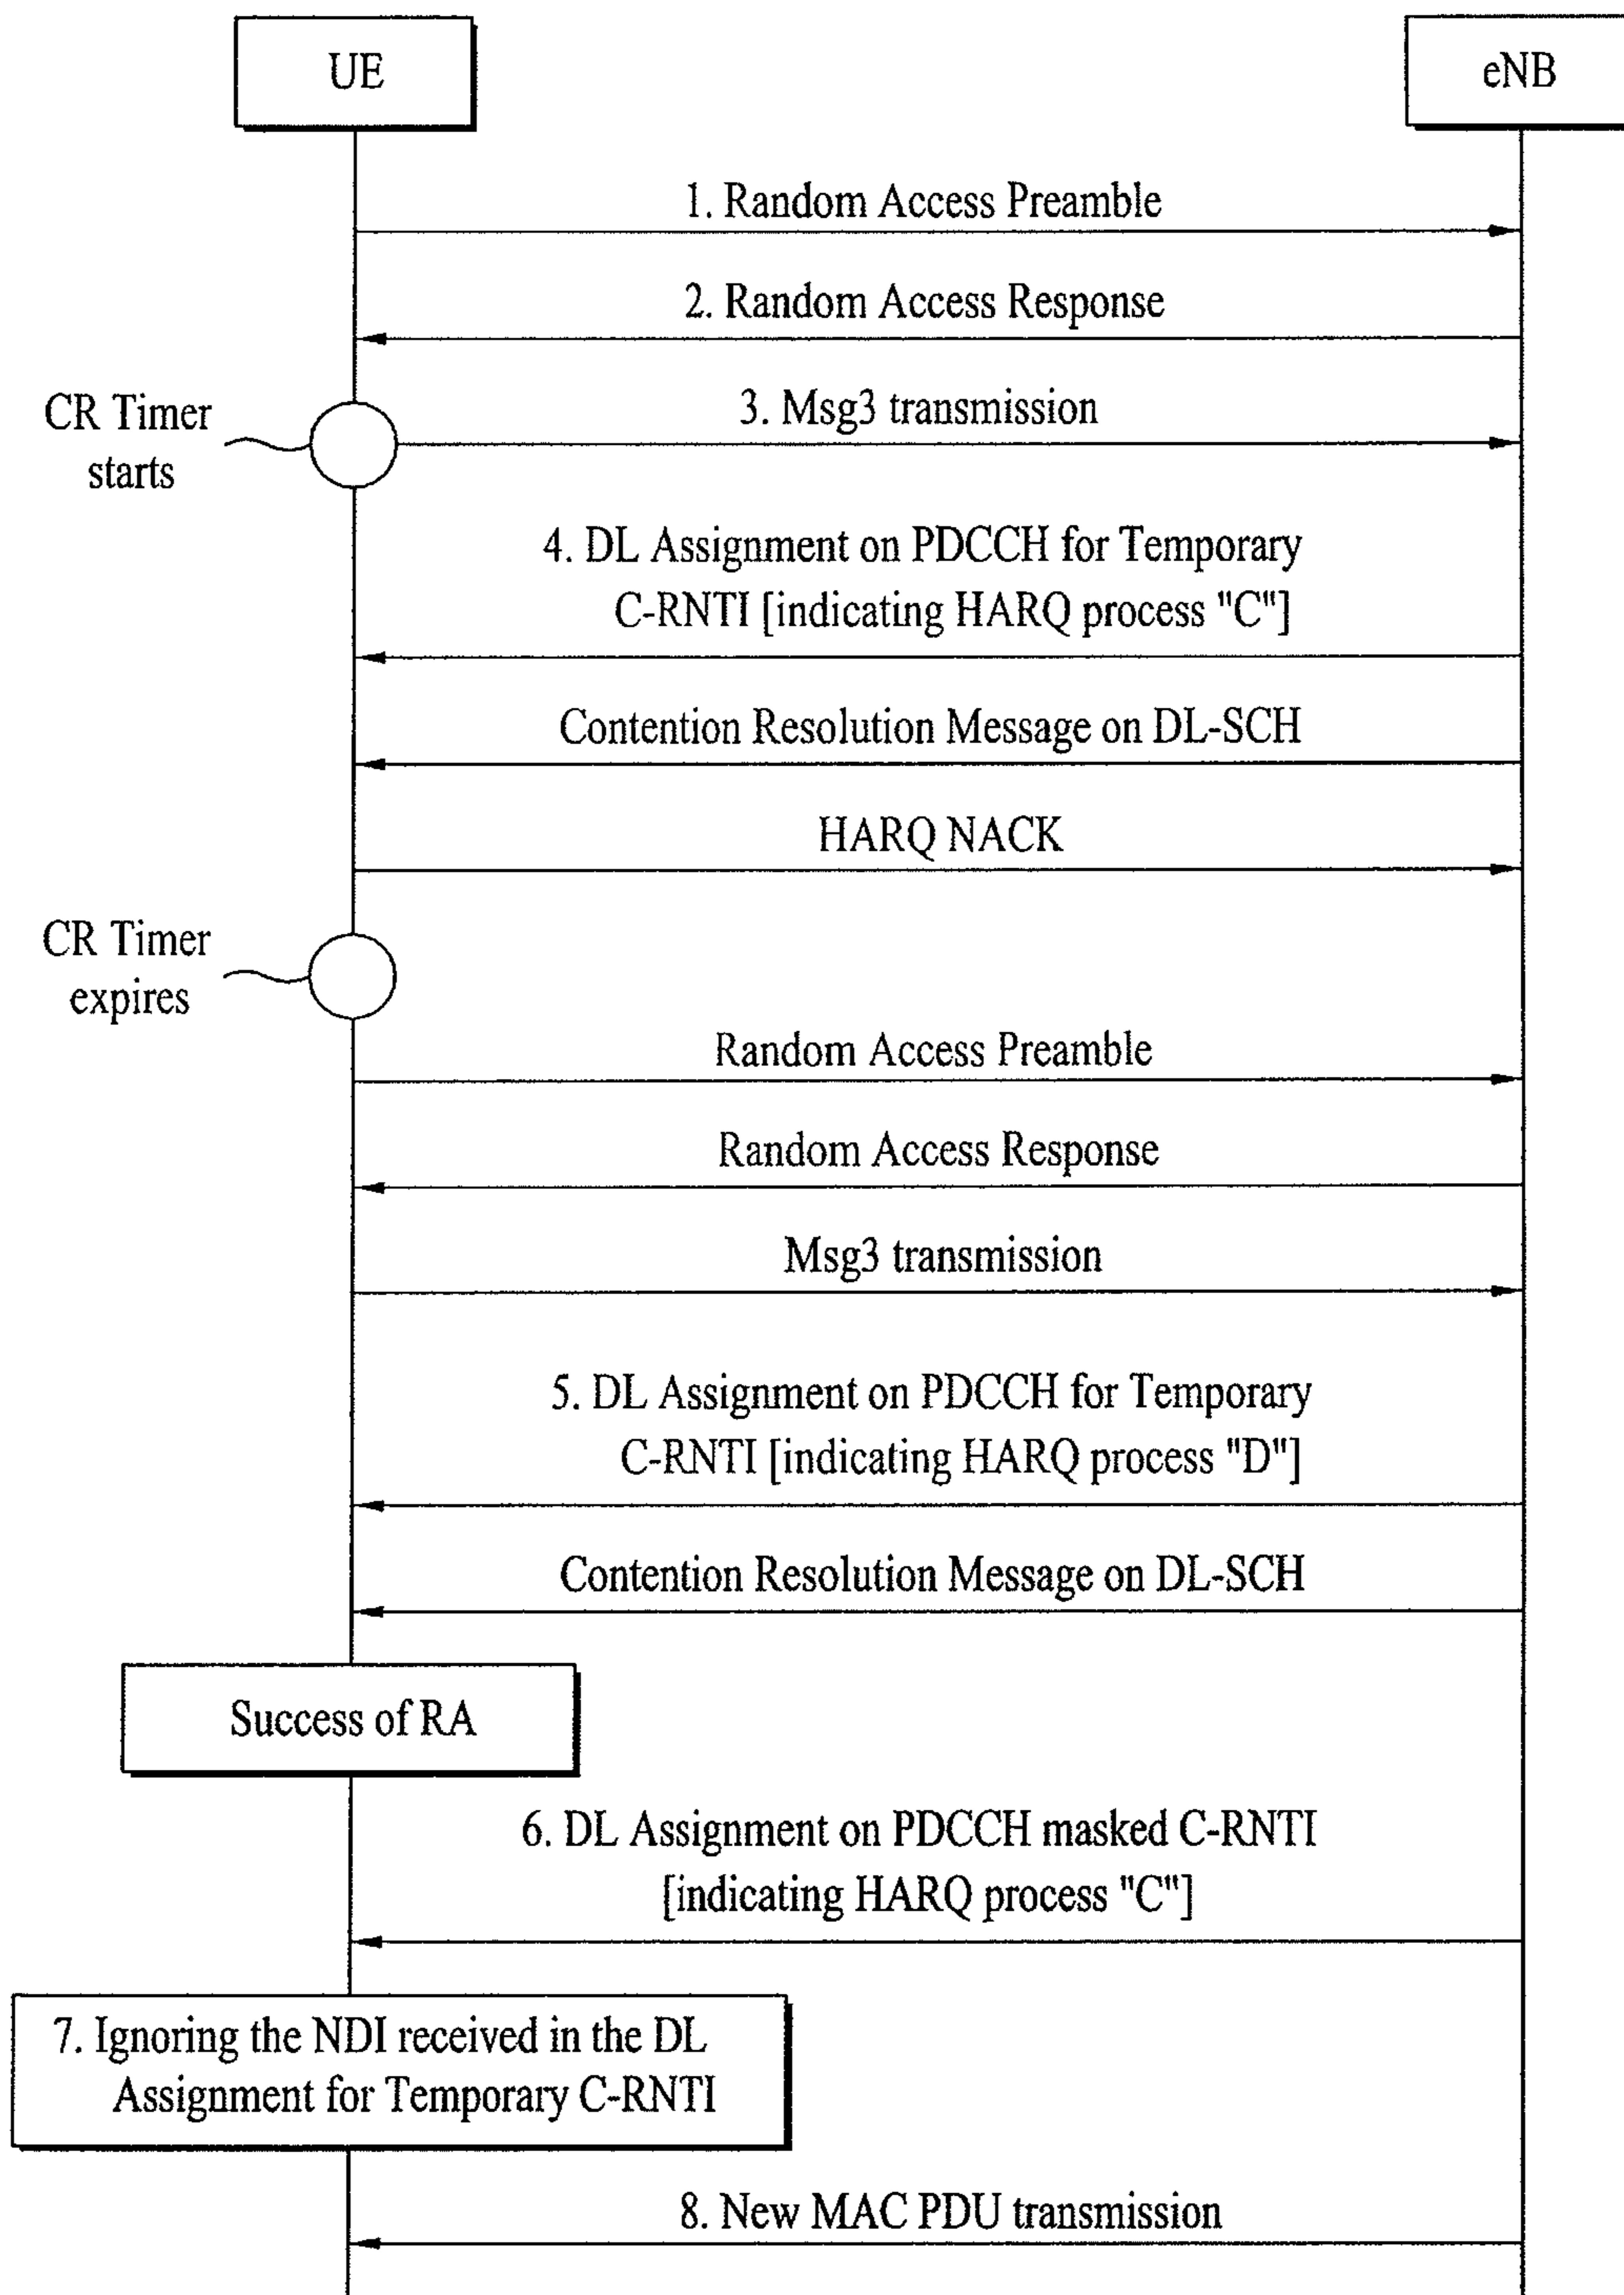 UE
eNB
1. Random Access Preamble
2. Random Access Response
CR Timer
starts
3. Msg3 transmission
4. DL Assignment on PDCCH for Temporary
C-RNTI [indicating HARQ process "C"]
Contention Resolution Message on DL-SCH
HARQ NACK
CR Timer
expires
Random Access Preamble
Random Access Response
Msg3 transmission
5. DL Assignment on PDCCH for Temporary
C-RNTI [indicating HARQ process "D"]
Contention Resolution Message on DL-SCH
Success of RA
6. DL Assignment on PDCCH masked C-RNTI
[indicating HARQ process "C"]
7. Ignoring the NDI received in the DL
Assignment for Temporary C-RNTI
8. New MAC PDU transmission